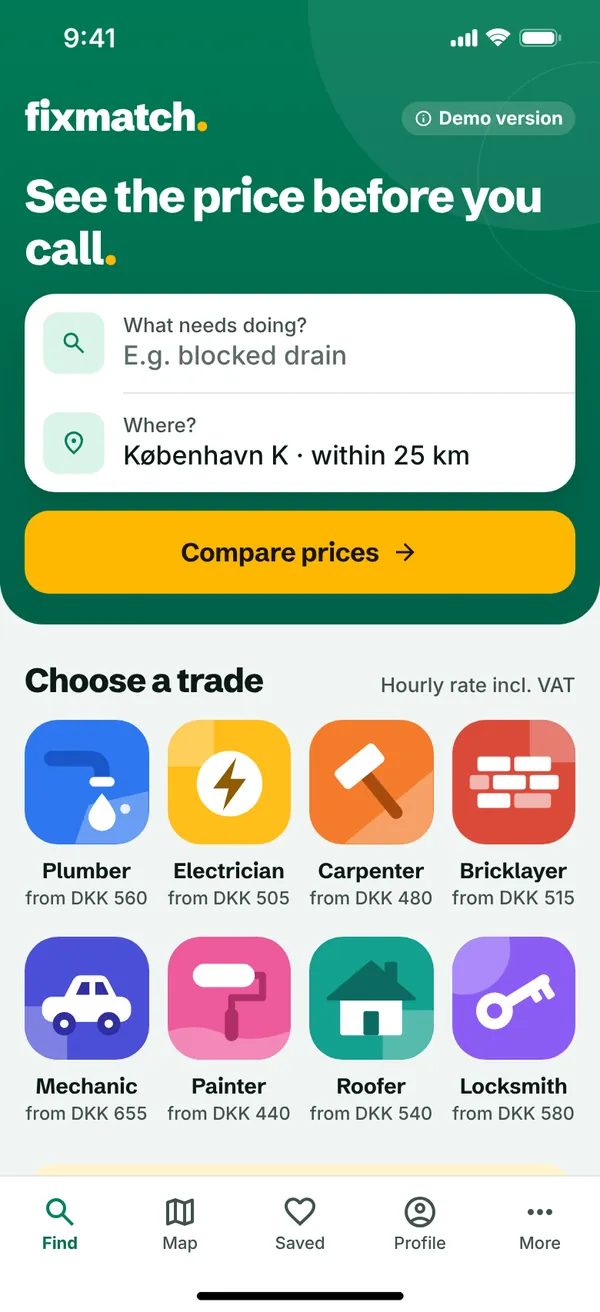 9:41
fixmatch.
Demo version
See the price before you
call.
What needs doing?
E.g. blocked drain
Where?
København K · within 25 km
Compare prices →
Choose a trade
Hourly rate incl. VAT
Plumber
from DKK 560
Electrician
from DKK 505
Carpenter
from DKK 480
Bricklayer
from DKK 515
Mechanic
from DKK 655
Painter
from DKK 440
Roofer
from DKK 540
Locksmith
from DKK 580
Find
Map
Saved
Profile
More